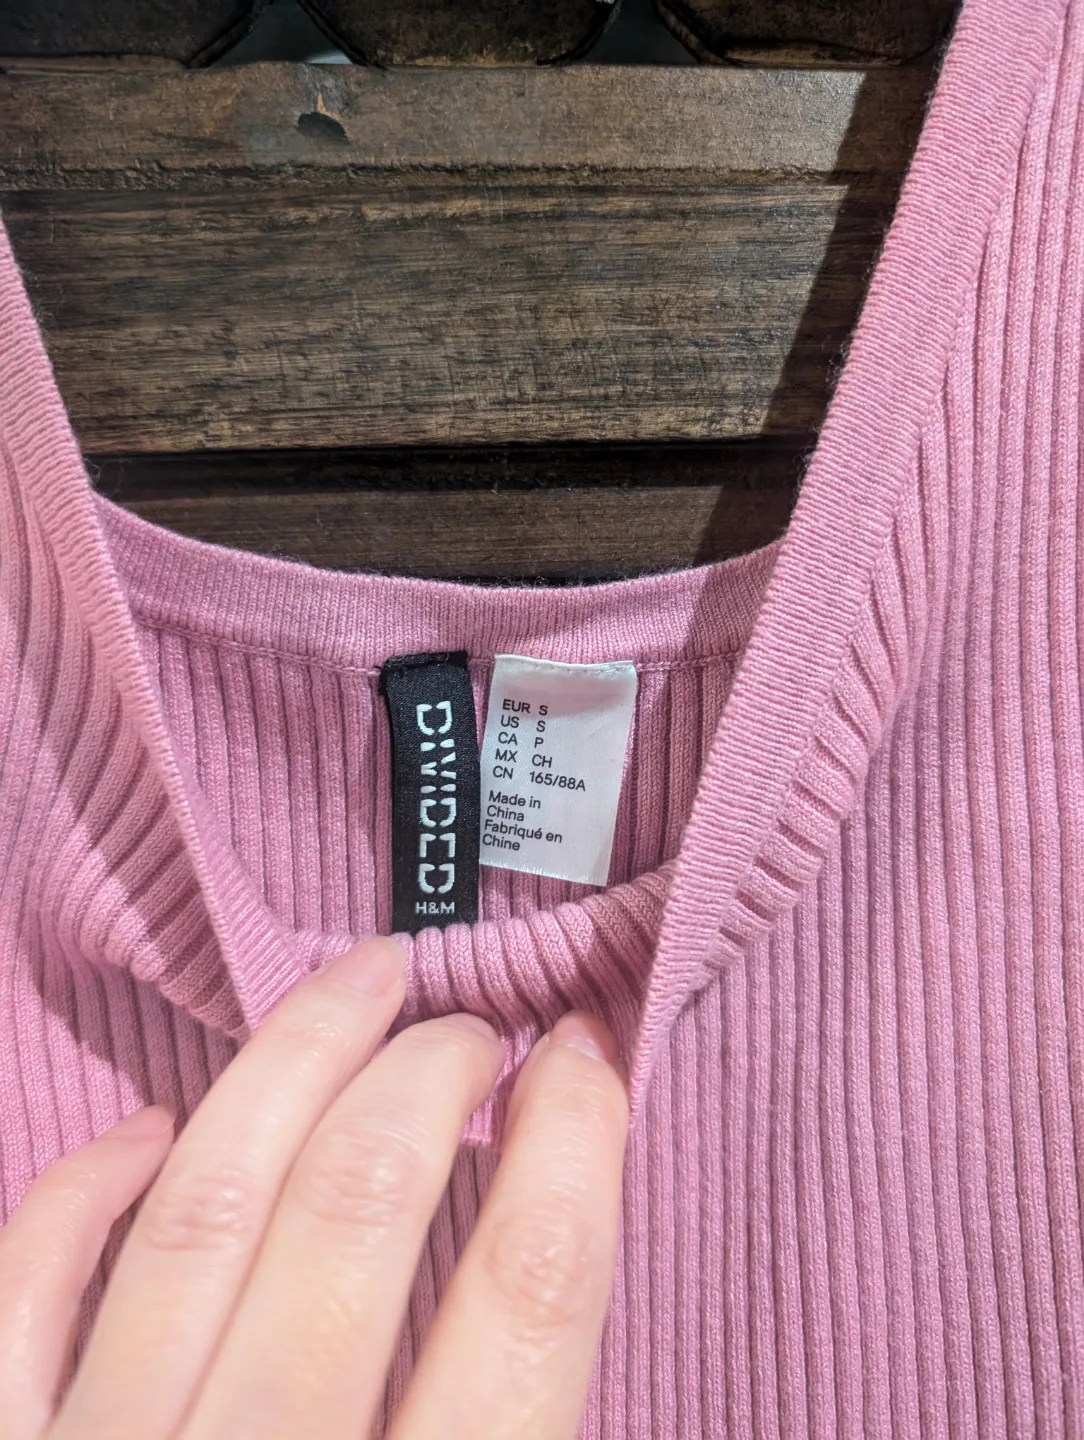 DIVIDED
H&M
EUR S
US S
CA P
MX CH
CN 165/88A
Made in
China
Fabriqué en
Chine